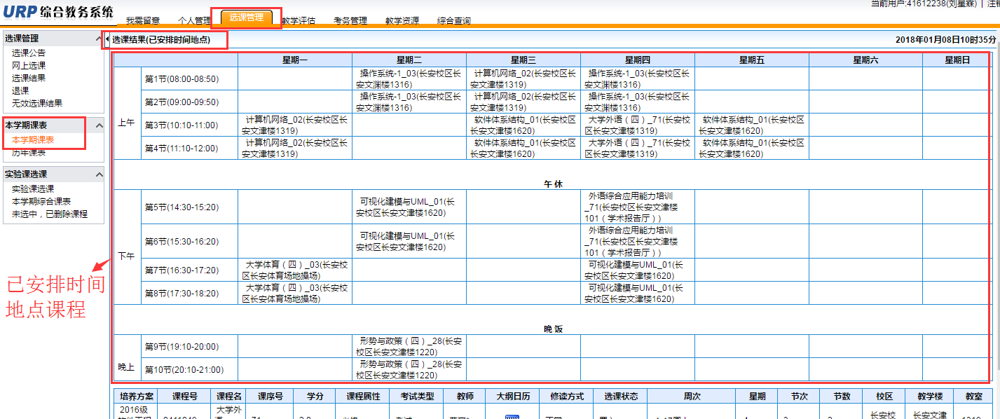 URP综合教务系统
当前用户:41612238(刘星霖) | 注
我需留意 个人管理 选课管理 教学评估 考务管理 教学资源 综合查询
选课管理
选课公告
网上选课
选课结果
退课
无效选课结果
本学期课表
本学期课表
历年课表
实验课选课
实验课选课
本学期综合课表
未选中，已删除课程
已安排时间
地点课程
选课结果(已安排时间地点) 2018年01月08日10时35分
星期一 星期二 星期三 星期四 星期五 星期六 星期日
上午
第1节(08:00-08:50)
操作系统-1_03(长安校区长
安文渊楼1316)
计算机网络_02(长安校区长
安文津楼1319)
操作系统-1_03(长安校区长
安文渊楼1316)
第2节(09:00-09:50)
操作系统-1_03(长安校区长
安文渊楼1316)
计算机网络_02(长安校区长
安文津楼1319)
操作系统-1_03(长安校区长
安文渊楼1316)
第3节(10:10-11:00)
计算机网络_02(长安校区长
安文津楼1319)
软件体系结构_01(长安校区
长安文津楼1620)
大学外语（四）_71(长安校
区长安文津楼1319)
软件体系结构_01(长安校区
长安文津楼1620)
第4节(11:10-12:00)
计算机网络_02(长安校区长
安文津楼1319)
软件体系结构_01(长安校区
长安文津楼1620)
大学外语（四）_71(长安校
区长安文津楼1319)
软件体系结构_01(长安校区
长安文津楼1620)
午 休
下午
第5节(14:30-15:20)
可视化建模与UML_01(长
安校区长安文津楼1620)
外语综合应用能力培训
_71(长安校区长安文津楼
101（学术报告厅）)
第6节(15:30-16:20)
可视化建模与UML_01(长
安校区长安文津楼1620)
外语综合应用能力培训
_71(长安校区长安文津楼
101（学术报告厅）)
第7节(16:30-17:20)
大学体育（四）_03(长安校
区长安体育场地操场)
可视化建模与UML_01(长
安校区长安文津楼1620)
第8节(17:30-18:20)
大学体育（四）_03(长安校
区长安体育场地操场)
可视化建模与UML_01(长
安校区长安文津楼1620)
晚 饭
晚上
第9节(19:10-20:00)
形势与政策（四）_28(长安
校区长安文津楼1220)
第10节(20:10-21:00)
形势与政策（四）_28(长安
校区长安文津楼1220)
培养方案 课程号 课程名 课序号 学分 课程属性 考试类型 教师 大纲日历 修读方式 选课状态 周次 星期 节次 节数 校区 教学楼 教室
2016级 大学外 长安校 长安文津